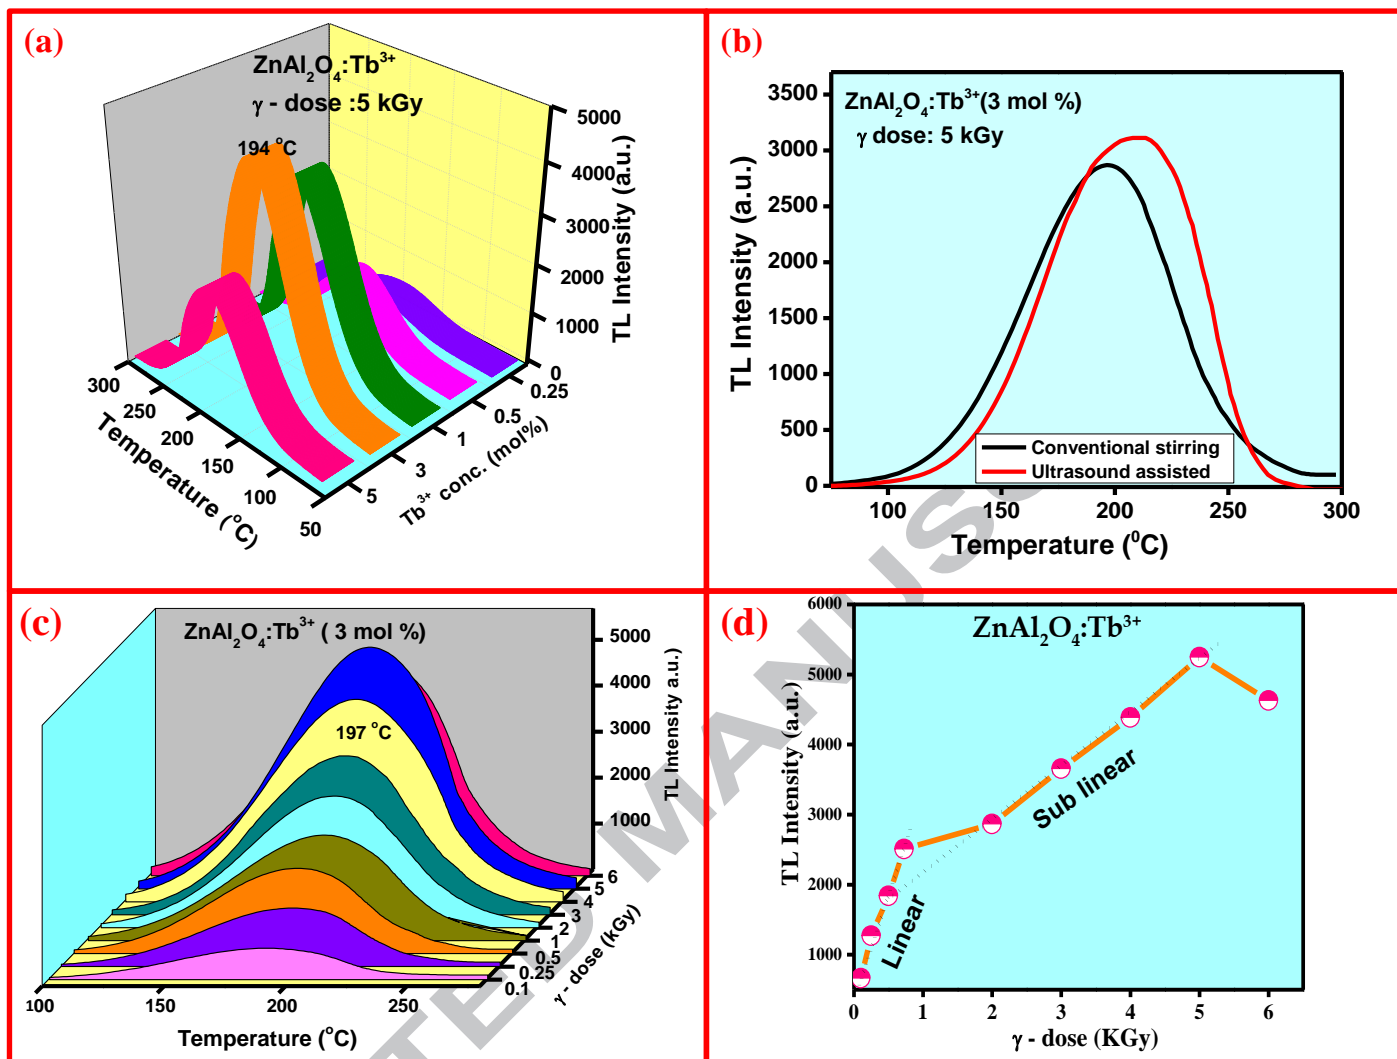 (a)
ZnAl2O4:Tb3+
γ - dose :5 kGy
194 °C
5000
4000
3000
2000
1000
0
TL Intensity (a.u.)
300
250
200
150
100
50
Temperature (°C)
0.25
0.5
1
3
5
Tb3+ conc. (mol%)
(b)
ZnAl2O4:Tb3+(3 mol %)
γ dose: 5 kGy
3500
3000
2500
2000
1500
1000
500
0
TL Intensity (a.u.)
Conventional stirring
Ultrasound assisted
100 150 200 250 300
Temperature (0C)
(c)
ZnAl2O4:Tb3+ ( 3 mol %)
197 °C
5000
4000
3000
2000
1000
TL Intensity a.u.)
6
5
4
3
2
1
0.5
0.25
0.1
γ - dose (kGy)
100 150 200 250
Temperature (°C)
(d)
ZnAl2O4:Tb3+
6000
5000
4000
3000
2000
1000
TL Intensity (a.u.)
Linear
Sub linear
0 1 2 3 4 5 6
γ - dose (KGy)
TED MANUSC